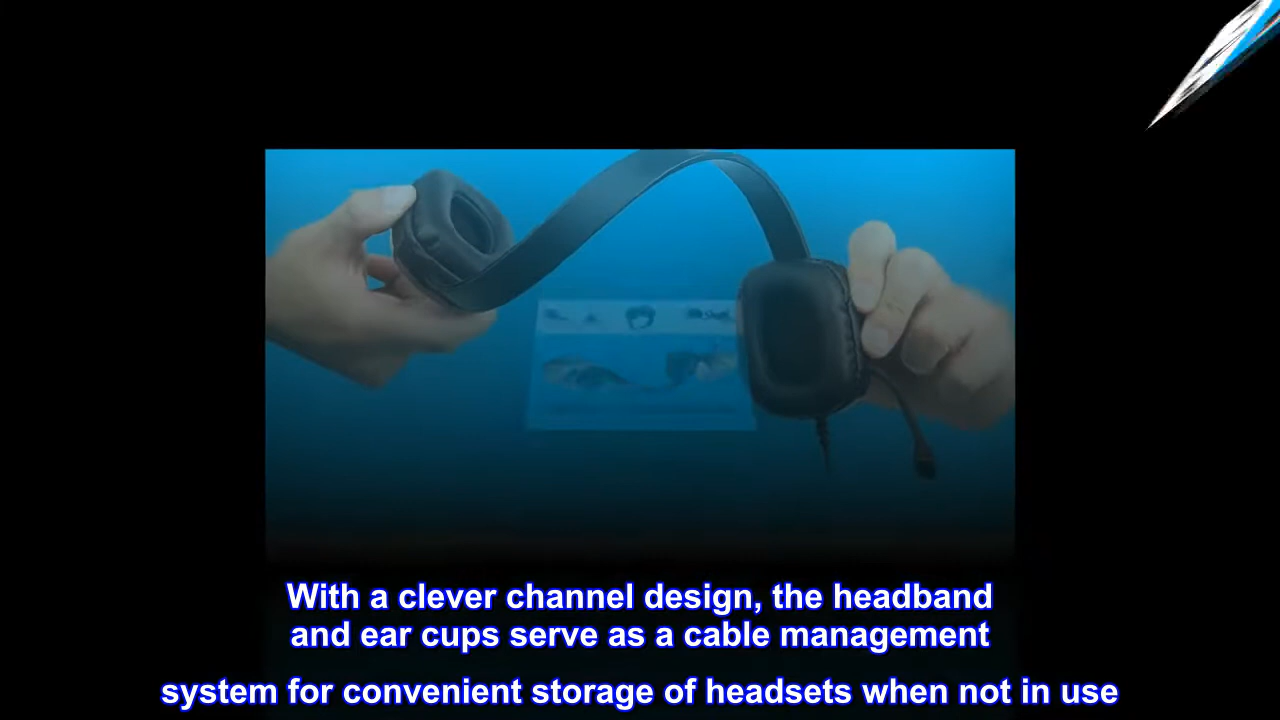 With a clever channel design, the headband
and ear cups serve as a cable management
system for convenient storage of headsets when not in use